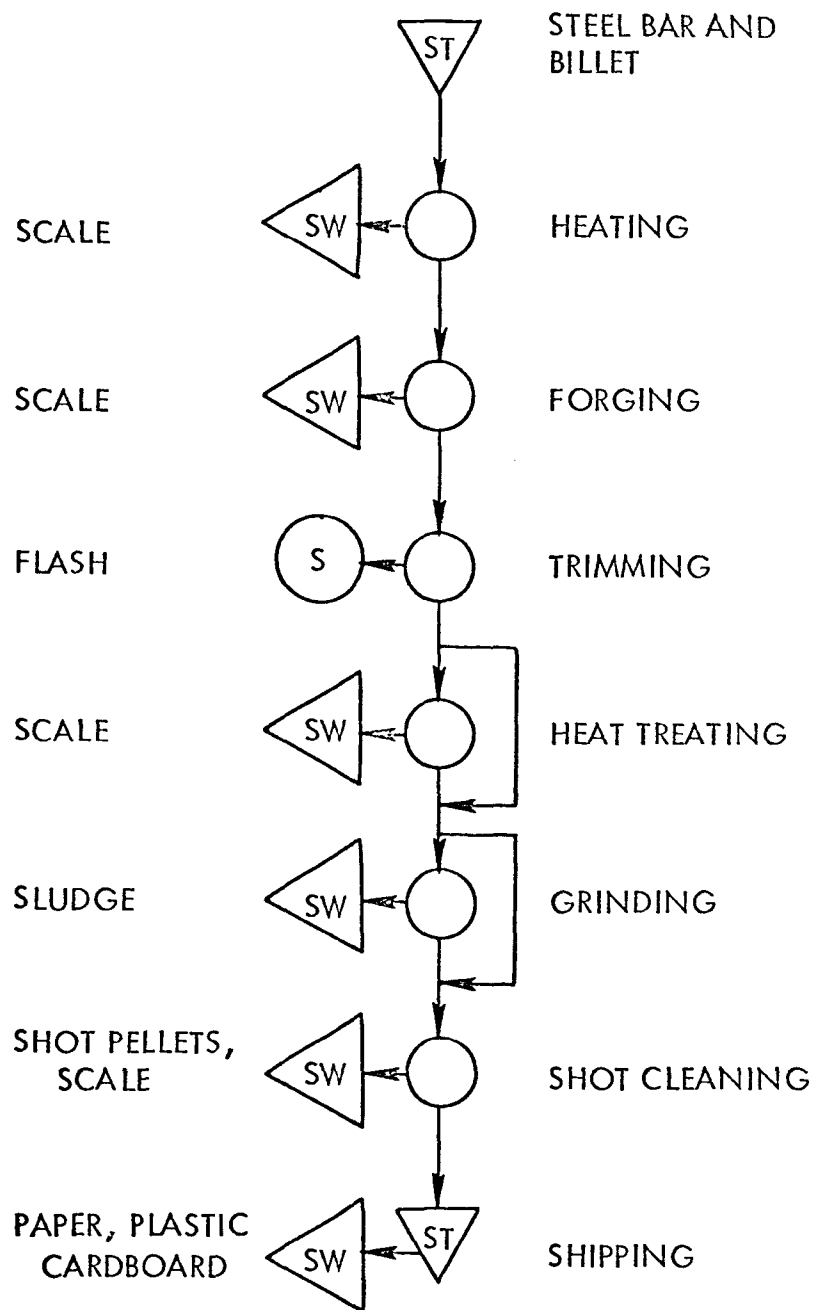 ST
STEEL BAR AND
BILLET
SCALE
SW
HEATING
SCALE
SW
FORGING
FLASH
S
TRIMMING
SCALE
SW
HEAT TREATING
SLUDGE
SW
GRINDING
SHOT PELLETS,
SCALE
SW
SHOT CLEANING
PAPER, PLASTIC
CARDBOARD
SW
ST
SHIPPING